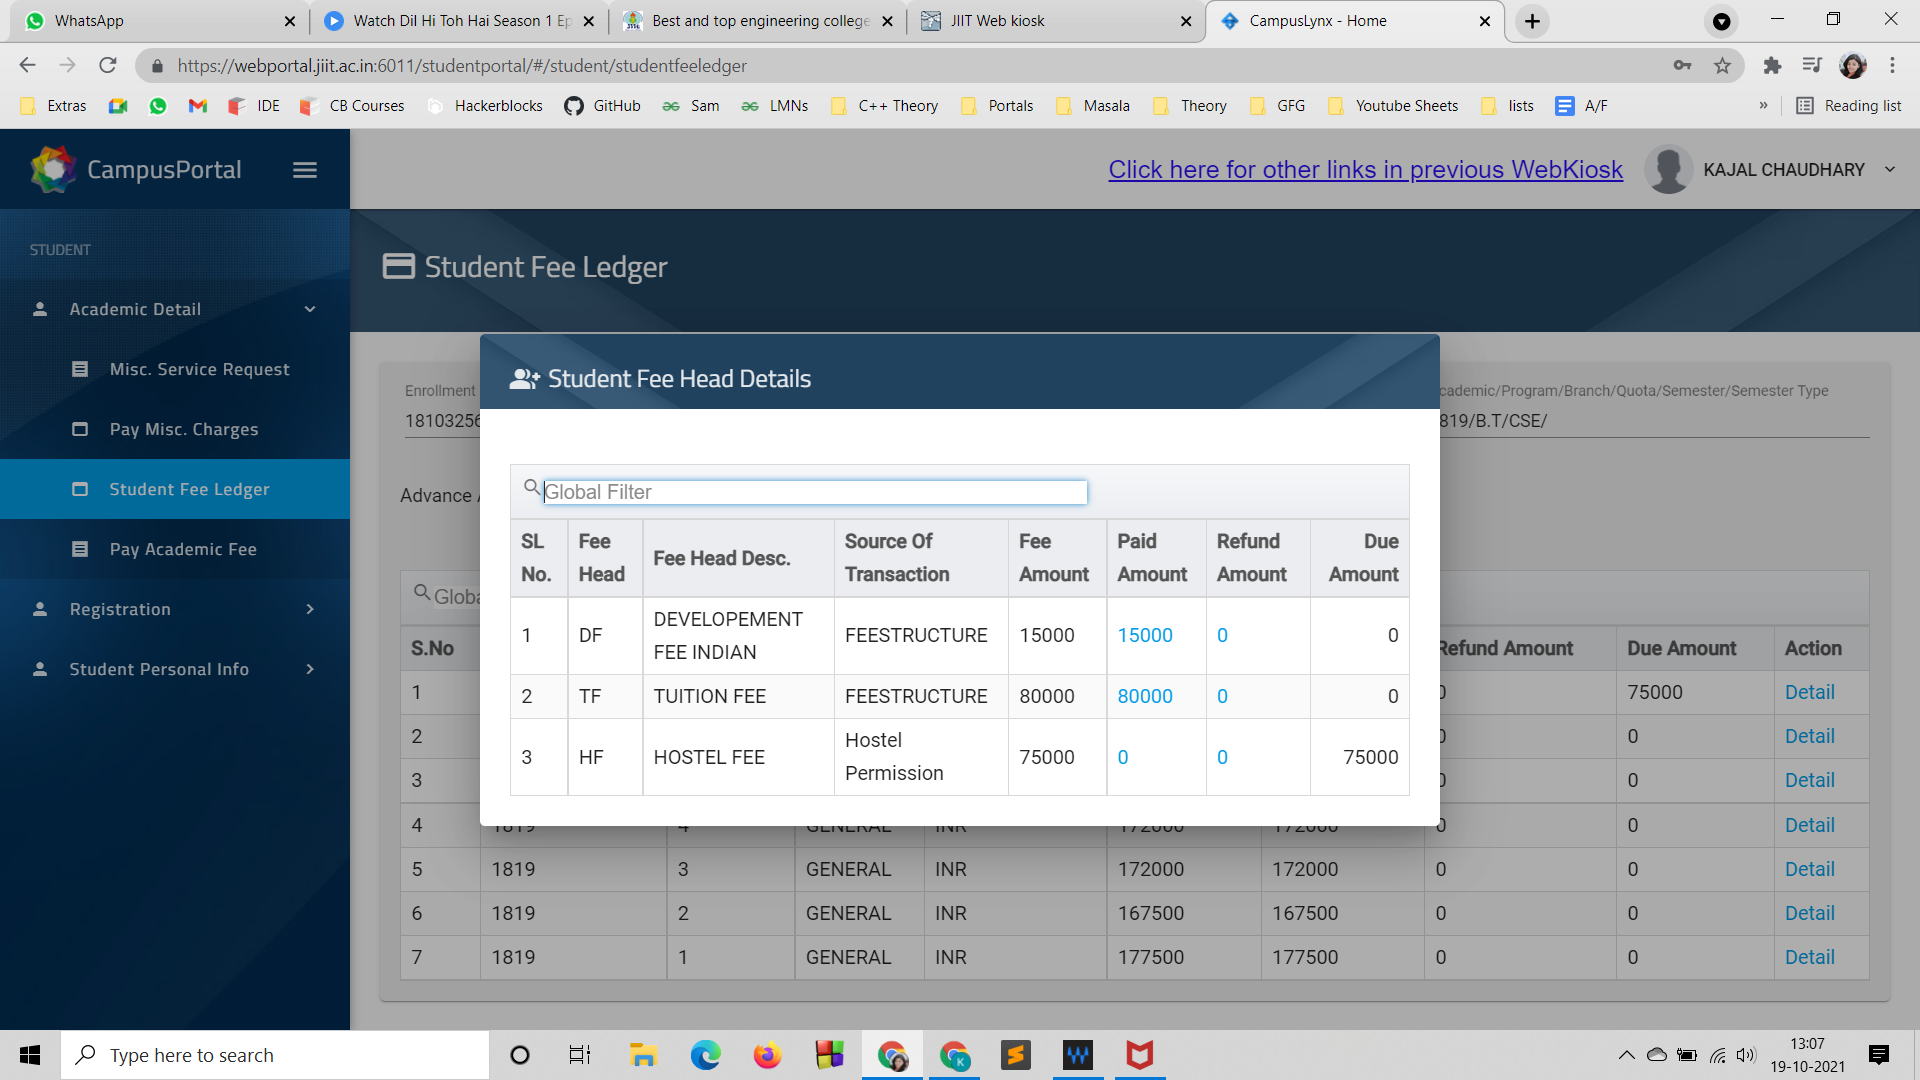 WhatsApp
Watch Dil Hi Toh Hai Season 1 Ep
Best and top engineering college
JIIT Web kiosk
CampusLynx - Home
https://webportal.jiit.ac.in:6011/studentportal/#/student/studentfeeledger
Extras
IDE
CB Courses
Hackerblocks
GitHub
Sam
LMNs
C++ Theory
Portals
Masala
Theory
GFG
Youtube Sheets
lists
A/F
»
Reading list
CampusPortal
Click here for other links in previous WebKiosk
KAJAL CHAUDHARY
STUDENT
Academic Detail
Misc. Service Request
Pay Misc. Charges
Student Fee Ledger
Pay Academic Fee
Registration
Student Personal Info
Student Fee Ledger
Enrollment
18103256
cademic/Program/Branch/Quota/Semester/Semester Type
819/B.T/CSE/
Advance
Student Fee Head Details
Global Filter
SL No. Fee Head Fee Head Desc. Source Of Transaction Fee Amount Paid Amount Refund Amount Due Amount
1 DF DEVELOPEMENT FEE INDIAN FEESTRUCTURE 15000 15000 0 0
2 TF TUITION FEE FEESTRUCTURE 80000 80000 0 0
3 HF HOSTEL FEE Hostel Permission 75000 0 0 75000
Globa
S.No Refund Amount Due Amount Action
1 0 75000 Detail
2 0 0 Detail
3 0 0 Detail
4 1819 4 GENERAL INR 172000 172000 0 0 Detail
5 1819 3 GENERAL INR 172000 172000 0 0 Detail
6 1819 2 GENERAL INR 167500 167500 0 0 Detail
7 1819 1 GENERAL INR 177500 177500 0 0 Detail
Type here to search
K
13:07
19-10-2021